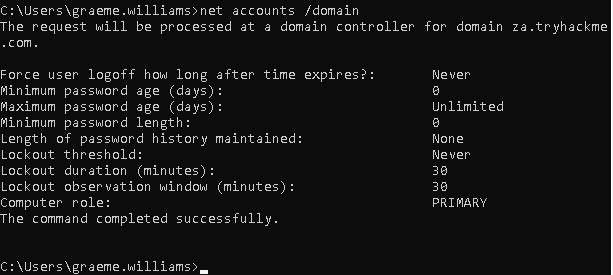 C:\Users\graeme.williams>net accounts /domain
The request will be processed at a domain controller for domain za.tryhackme
.com.
Force user logoff how long after time expires?: Never
Minimum password age (days): 0
Maximum password age (days): Unlimited
Minimum password length: 0
Length of password history maintained: None
Lockout threshold: Never
Lockout duration (minutes): 30
Lockout observation window (minutes): 30
Computer role: PRIMARY
The command completed successfully.
C:\Users\graeme.williams>